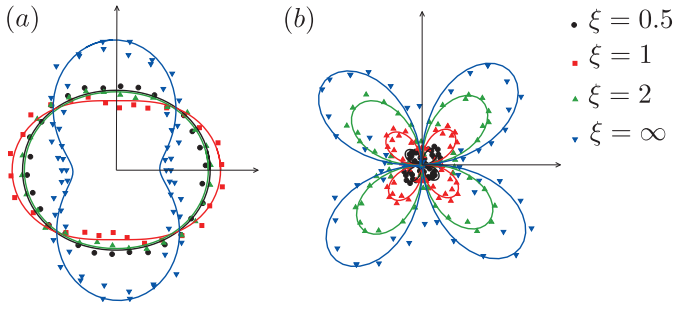 (a)
(b)
ξ = 0.5
ξ = 1
ξ = 2
ξ = ∞